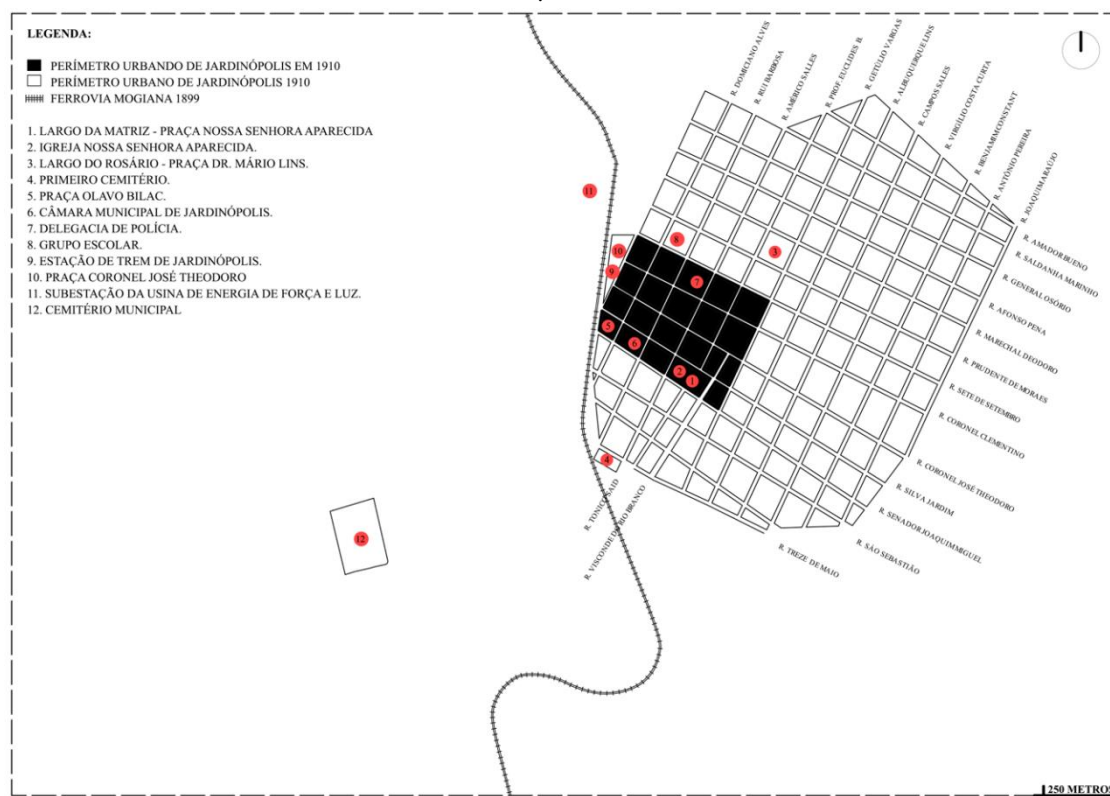 LEGENDA:
PERÍMETRO URBANDO DE JARDINÓPOLIS EM 1910
PERÍMETRO URBANO DE JARDINÓPOLIS 1910
FERROVIA MOGIANA 1899
1. LARGO DA MATRIZ - PRAÇA NOSSA SENHORA APARECIDA
2. IGREJA NOSSA SENHORA APARECIDA.
3. LARGO DO ROSÁRIO - PRAÇA DR. MÁRIO LINS.
4. PRIMEIRO CEMITÉRIO.
5. PRAÇA OLAVO BILAC.
6. CÂMARA MUNICIPAL DE JARDINÓPOLIS.
7. DELEGACIA DE POLÍCIA.
8. GRUPO ESCOLAR.
9. ESTAÇÃO DE TREM DE JARDINÓPOLIS.
10. PRAÇA CORONEL JOSÉ THEODORO
11. SUBESTAÇÃO DA USINA DE ENERGIA DE FORÇA E LUZ.
12. CEMITÉRIO MUNICIPAL
R. DOMICIANO ALVES
R. RUI BARBOSA
R. AMÉRICO SALLES
R. PROF. EUCLIDES B.
R. GETÚLIO VARGAS
R. ALBUQUERQUE LINS
R. CAMPOS SALES
R. VIRGÍLIO COSTA CURTA
R. BENJAMIM CONSTANT
R. ANTÔNIO PEREIRA
R. JOAQUIM ARAÚJO
R. AMADOR BUENO
R. SALDANHA MARINHO
R. GENERAL OSÓRIO
R. AFONSO PENA
R. MARECHAL DEODORO
R. PRUDENTE DE MORAES
R. SETE DE SETEMBRO
R. CORONEL CLEMENTINO
R. CORONEL JOSÉ THEODORO
R. SILVA JARDIM
R. SENADOR JOAQUIM MIGUEL
R. SÃO SEBASTIÃO
R. TREZE DE MAIO
R. TONICO SAID
R. VISCONDE DO RIO BRANCO
11
10
8
3
9
7
5
6
2
1
4
12
250 METROS